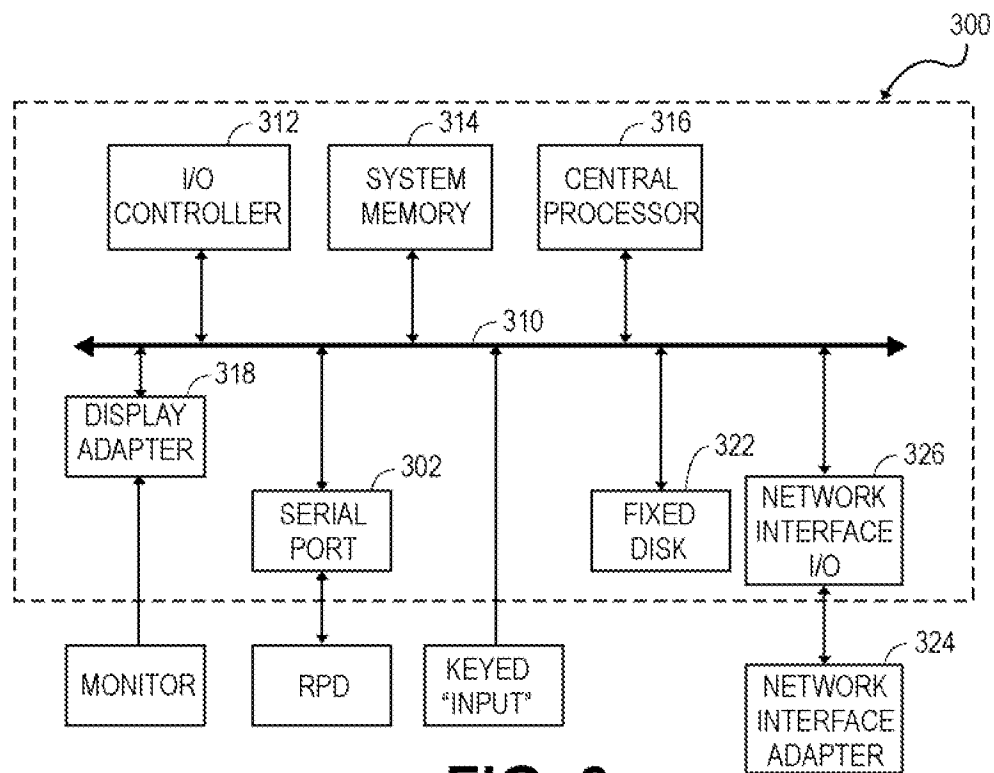 300
312
314
316
I/O
CONTROLLER
SYSTEM
MEMORY
CENTRAL
PROCESSOR
310
318
DISPLAY
ADAPTER
302
SERIAL
PORT
322
FIXED
DISK
326
NETWORK
INTERFACE
I/O
MONITOR
RPD
KEYED
"INPUT"
324
NETWORK
INTERFACE
ADAPTER